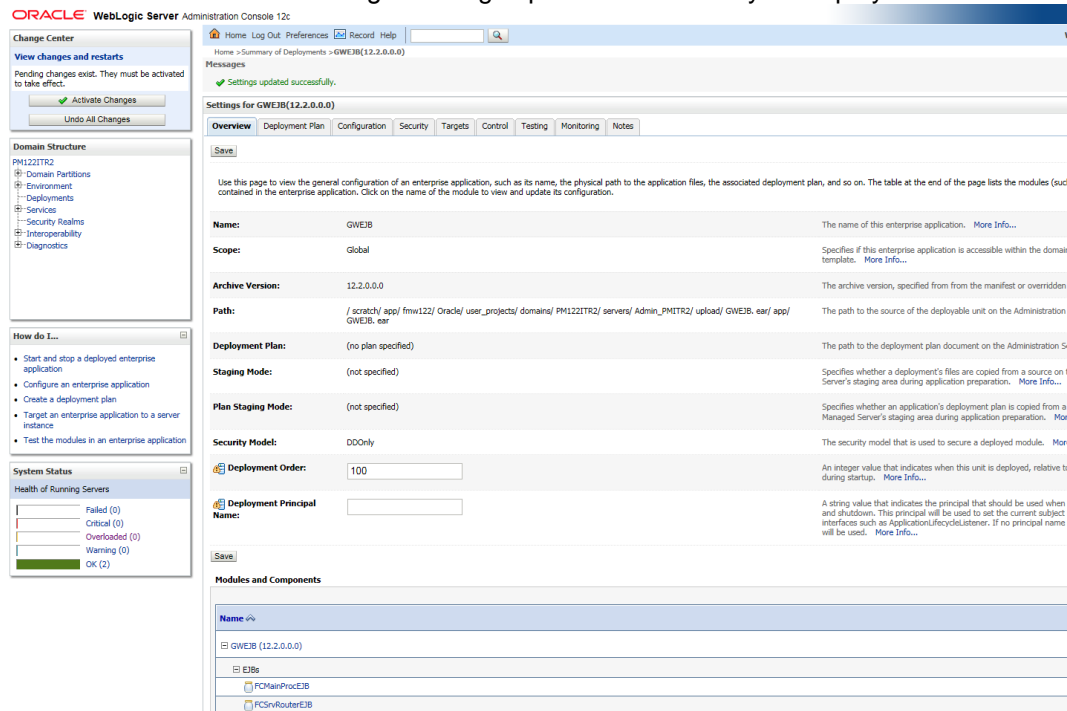 ORACLE WebLogic Server Administration Console 12c
Change Center
View changes and restarts
Pending changes exist. They must be activated
to take effect.
Activate Changes
Undo All Changes
Domain Structure
PM122ITR2
Domain Partitions
Environment
Deployments
Services
Security Realms
Interoperability
Diagnostics
How do I...
Start and stop a deployed enterprise
application
Configure an enterprise application
Create a deployment plan
Target an enterprise application to a server
instance
Test the modules in an enterprise application
System Status
Health of Running Servers
Failed (0)
Critical (0)
Overloaded (0)
Warning (0)
OK (2)
Home Log Out Preferences Record Help
Home >Summary of Deployments >GWEJB(12.2.0.0.0)
Messages
Settings updated successfully.
Settings for GWEJB(12.2.0.0.0)
Overview Deployment Plan Configuration Security Targets Control Testing Monitoring Notes
Save
Use this page to view the general configuration of an enterprise application, such as its name, the physical path to the application files, the associated deployment plan, and so on. The table at the end of the page lists the modules (suc
contained in the enterprise application. Click on the name of the module to view and update its configuration.
Name: GWEJB The name of this enterprise application. More Info...
Scope: Global Specifies if this enterprise application is accessible within the domain
template. More Info...
Archive Version: 12.2.0.0.0 The archive version, specified from from the manifest or overridden
Path: / scratch/ app/ fmw122/ Oracle/ user_projects/ domains/ PM122ITR2/ servers/ Admin_PMITR2/ upload/ GWEJB. ear/ app/ The path to the source of the deployable unit on the Administration
GWEJB. ear
Deployment Plan: (no plan specified) The path to the deployment plan document on the Administration Se
Staging Mode: (not specified) Specifies whether a deployment's files are copied from a source on
Server's staging area during application preparation. More Info...
Plan Staging Mode: (not specified) Specifies whether an application's deployment plan is copied from a
Managed Server's staging area during application preparation. Mor
Security Model: DDOnly The security model that is used to secure a deployed module. Mor
Deployment Order: 100 An integer value that indicates when this unit is deployed, relative to
during startup. More Info...
Deployment Principal A string value that indicates the principal that should be used when
Name: and shutdown. This principal will be used to set the current subject
interfaces such as ApplicationLifecycleListener. If no principal name
will be used. More Info...
Save
Modules and Components
Name
GWEJB (12.2.0.0.0)
EJBs
FCMainProcEJB
FCSrvRouterEJB